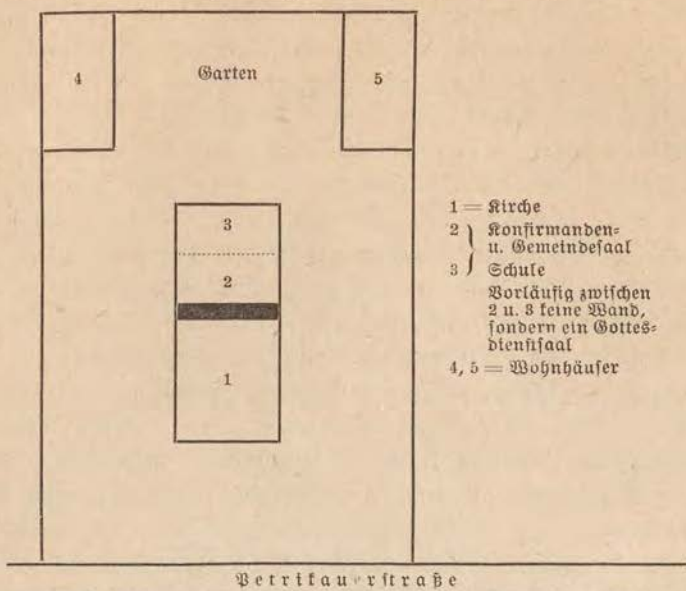 4
Garten
5
3
2
1
1 = Kirche
2 } Konfirmanden=
u. Gemeindesaal
3 } Schule
Vorläufig zwischen
2 u. 3 keine Wand,
sondern ein Gottes=
dienstsaal
4, 5 = Wohnhäuser
Petrikauerstraße